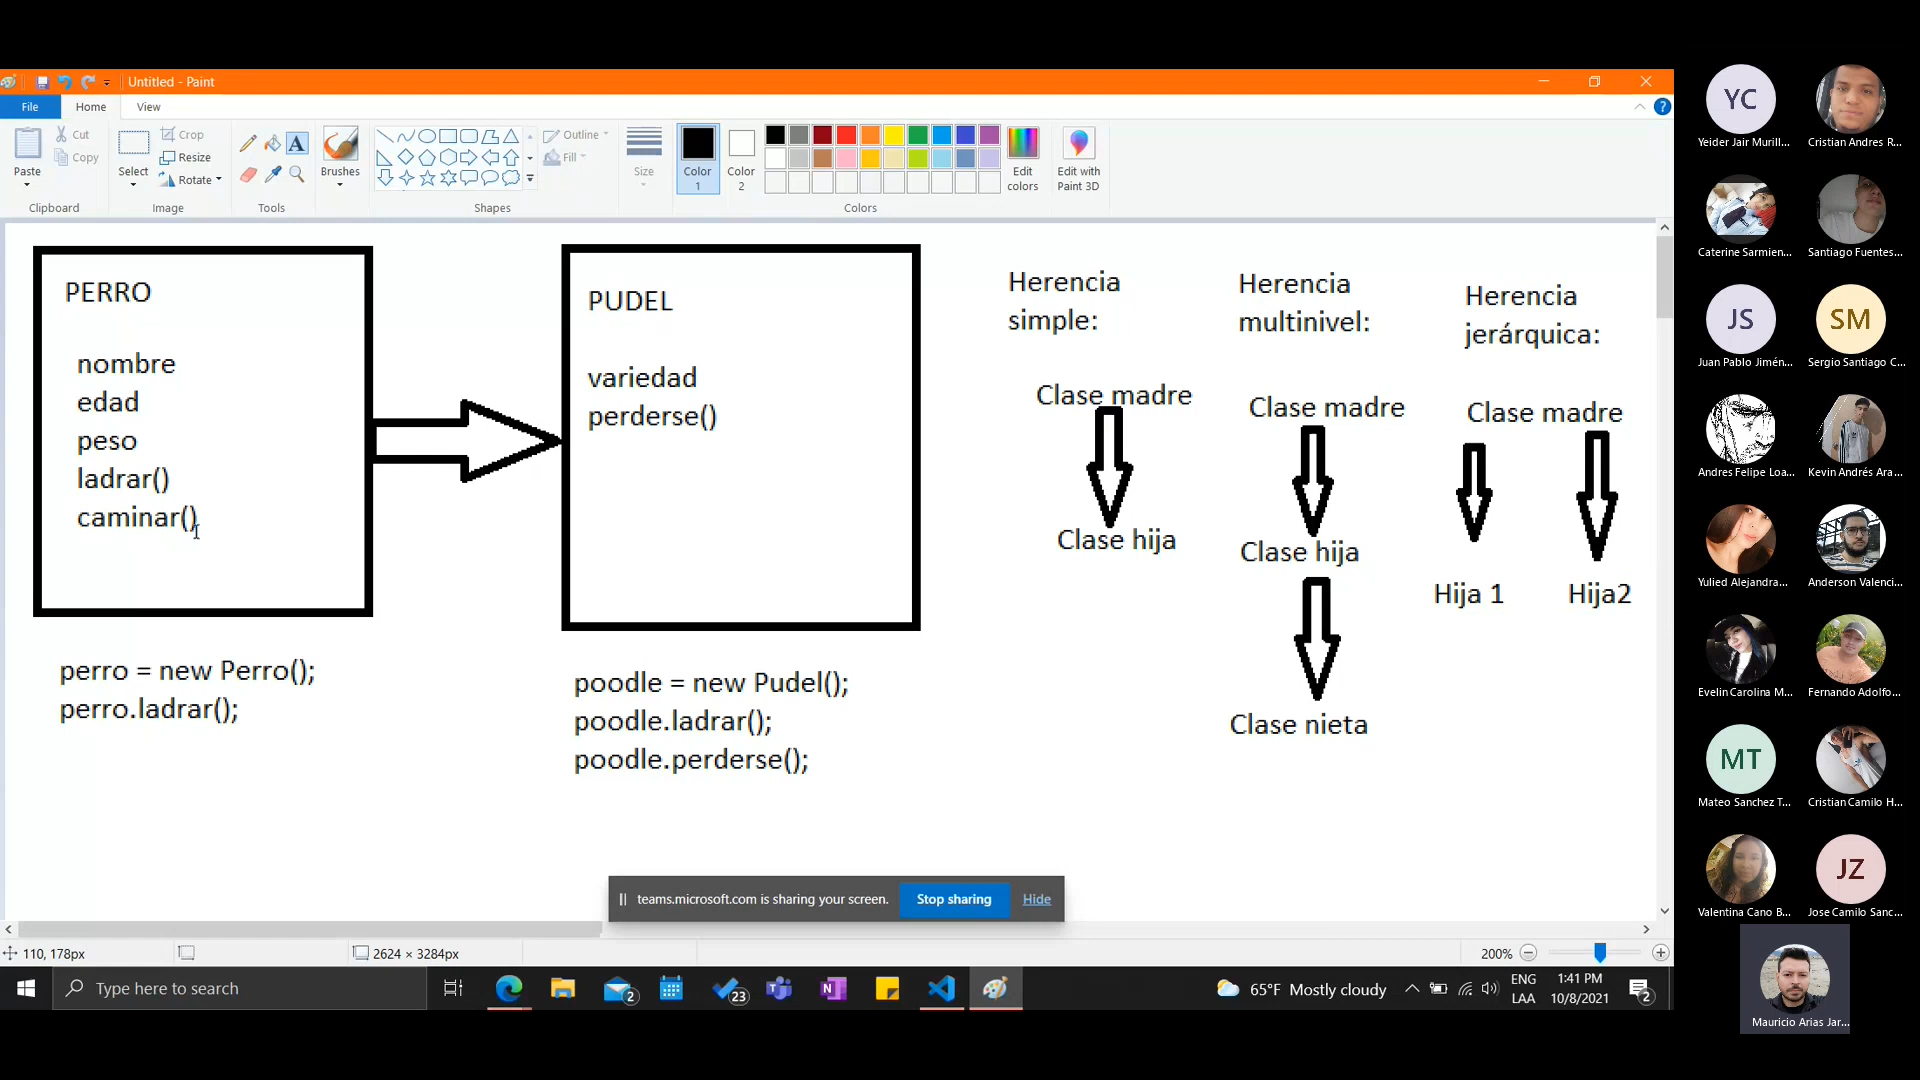 Untitled - Paint
File
Home
View
Paste
Cut
Copy
Clipboard
Select
Crop
Resize
Rotate
Image
Tools
Brushes
Shapes
Outline
Fill
Size
Color 1
Color 2
Edit colors
Edit with Paint 3D
Colors
PERRO
nombre
edad
peso
ladrar()
caminar()
perro = new Perro();
perro.ladrar();
PUDEL
variedad
perderse()
poodle = new Pudel();
poodle.ladrar();
poodle.perderse();
Herencia
simple:
Clase madre
Clase hija
Herencia
multinivel:
Clase madre
Clase hija
Clase nieta
Herencia
jerárquica:
Clase madre
Hija 1
Hija2
teams.microsoft.com is sharing your screen.
Stop sharing
Hide
110, 178px
2624 × 3284px
200%
Type here to search
2
23
65°F Mostly cloudy
ENG
LAA
1:41 PM
10/8/2021
2
YC
Yeider Jair Murill...
Cristian Andres R...
Caterine Sarmien...
Santiago Fuentes...
JS
Juan Pablo Jimén...
SM
Sergio Santiago C...
Andres Felipe Loa...
Kevin Andrés Ara...
Yulied Alejandra...
Anderson Valenci...
Evelin Carolina M...
Fernando Adolfo...
MT
Mateo Sanchez T...
Cristian Camilo H...
Valentina Cano B...
JZ
Jose Camilo Sanc...
Mauricio Arias Jar...